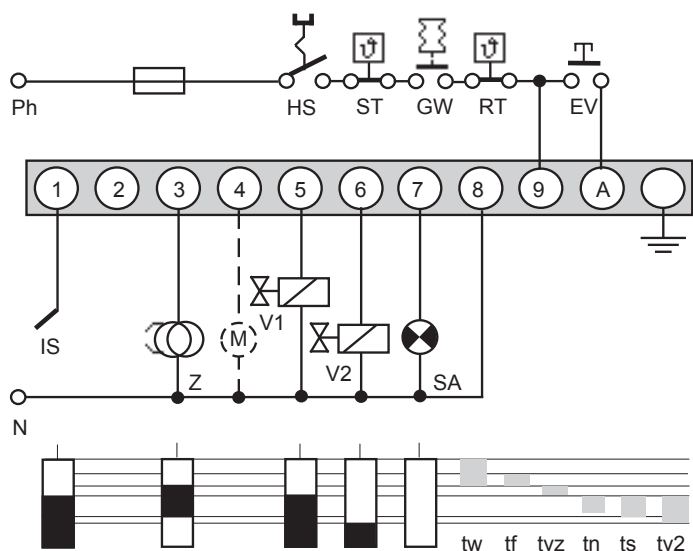 ϑ ϑ
Ph HS ST GW RT EV
1 2 3 4 5 6 7 8 9 A
V1
M
IS V2
Z SA
N
tw tf tvz tn ts tv2